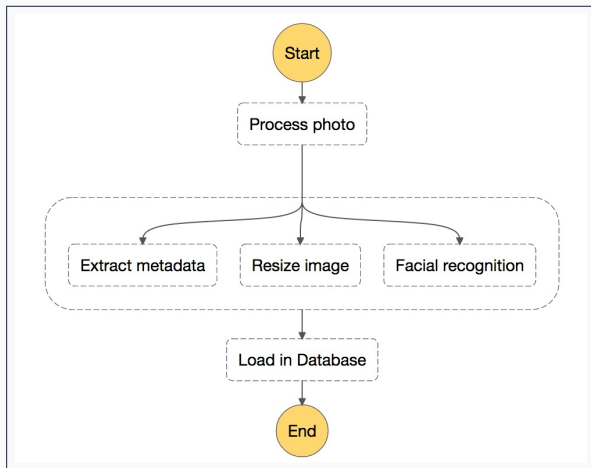 Start
Process photo
Extract metadata
Resize image
Facial recognition
Load in Database
End